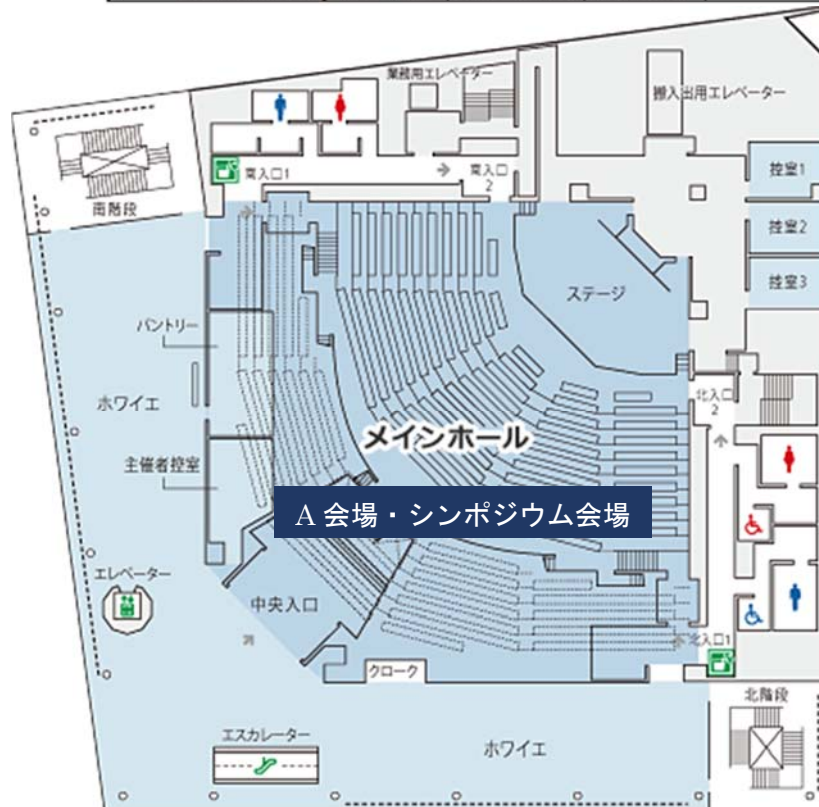 業務用エレベーター
搬入出用エレベーター
東入口1
東入口
2
控室1
南階段
控室2
ステージ
控室3
パントリー
ホワイエ
北入口
2
メインホール
主催者控室
A 会場・シンポジウム会場
エレベーター
中央入口
北入口1
クローク
北階段
エスカレーター
ホワイエ